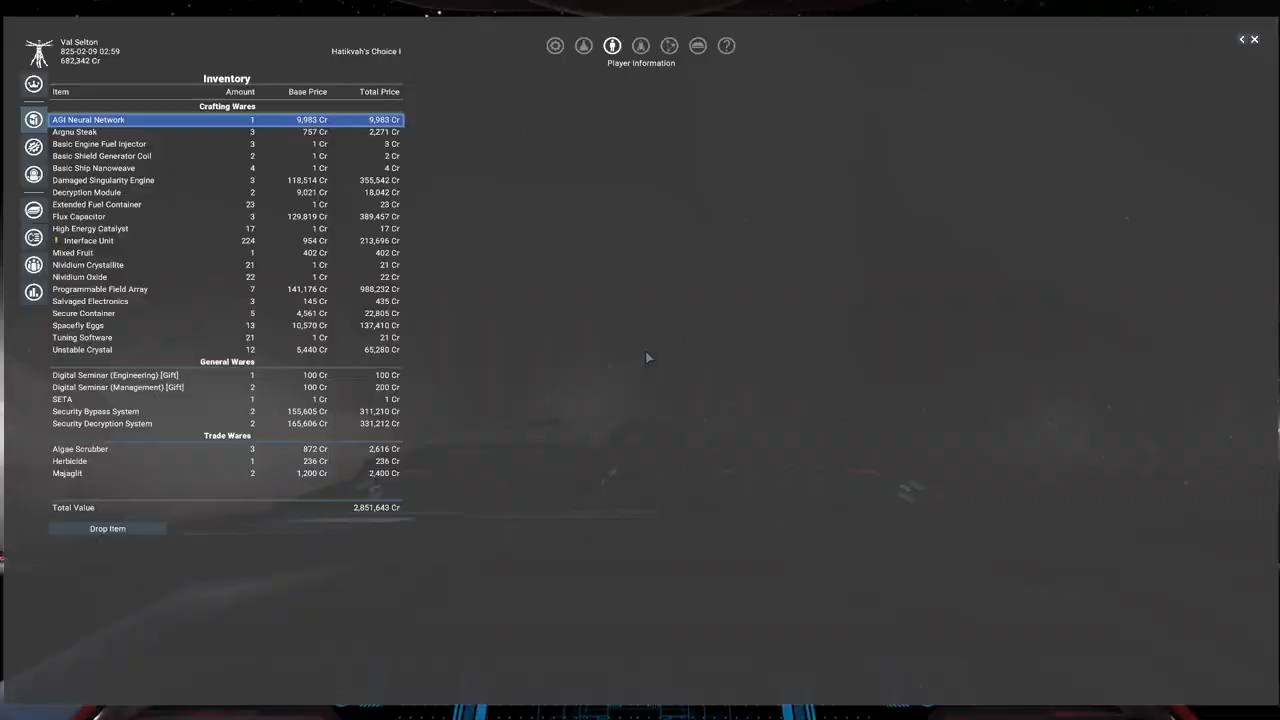 Val Selton
825-02-09 02:59
682,342 Cr
Hatikvah's Choice I
Player Information
Inventory
Item Amount Base Price Total Price
Crafting Wares
AGI Neural Network 1 9,983 Cr 9,983 Cr
Argnu Steak 3 757 Cr 2,271 Cr
Basic Engine Fuel Injector 3 1 Cr 3 Cr
Basic Shield Generator Coil 2 1 Cr 2 Cr
Basic Ship Nanoweave 4 1 Cr 4 Cr
Damaged Singularity Engine 3 118,514 Cr 355,542 Cr
Decryption Module 2 9,021 Cr 18,042 Cr
Extended Fuel Container 23 1 Cr 23 Cr
Flux Capacitor 3 129,819 Cr 389,457 Cr
High Energy Catalyst 17 1 Cr 17 Cr
! Interface Unit 224 954 Cr 213,696 Cr
Mixed Fruit 1 402 Cr 402 Cr
Nividium Crystallite 21 1 Cr 21 Cr
Nividium Oxide 22 1 Cr 22 Cr
Programmable Field Array 7 141,176 Cr 988,232 Cr
Salvaged Electronics 3 145 Cr 435 Cr
Secure Container 5 4,561 Cr 22,805 Cr
Spacefly Eggs 13 10,570 Cr 137,410 Cr
Tuning Software 21 1 Cr 21 Cr
Unstable Crystal 12 5,440 Cr 65,280 Cr
General Wares
Digital Seminar (Engineering) [Gift] 1 100 Cr 100 Cr
Digital Seminar (Management) [Gift] 2 100 Cr 200 Cr
SETA 1 1 Cr 1 Cr
Security Bypass System 2 155,605 Cr 311,210 Cr
Security Decryption System 2 165,606 Cr 331,212 Cr
Trade Wares
Algae Scrubber 3 872 Cr 2,616 Cr
Herbicide 1 236 Cr 236 Cr
Majaglit 2 1,200 Cr 2,400 Cr
Total Value 2,851,643 Cr
Drop Item